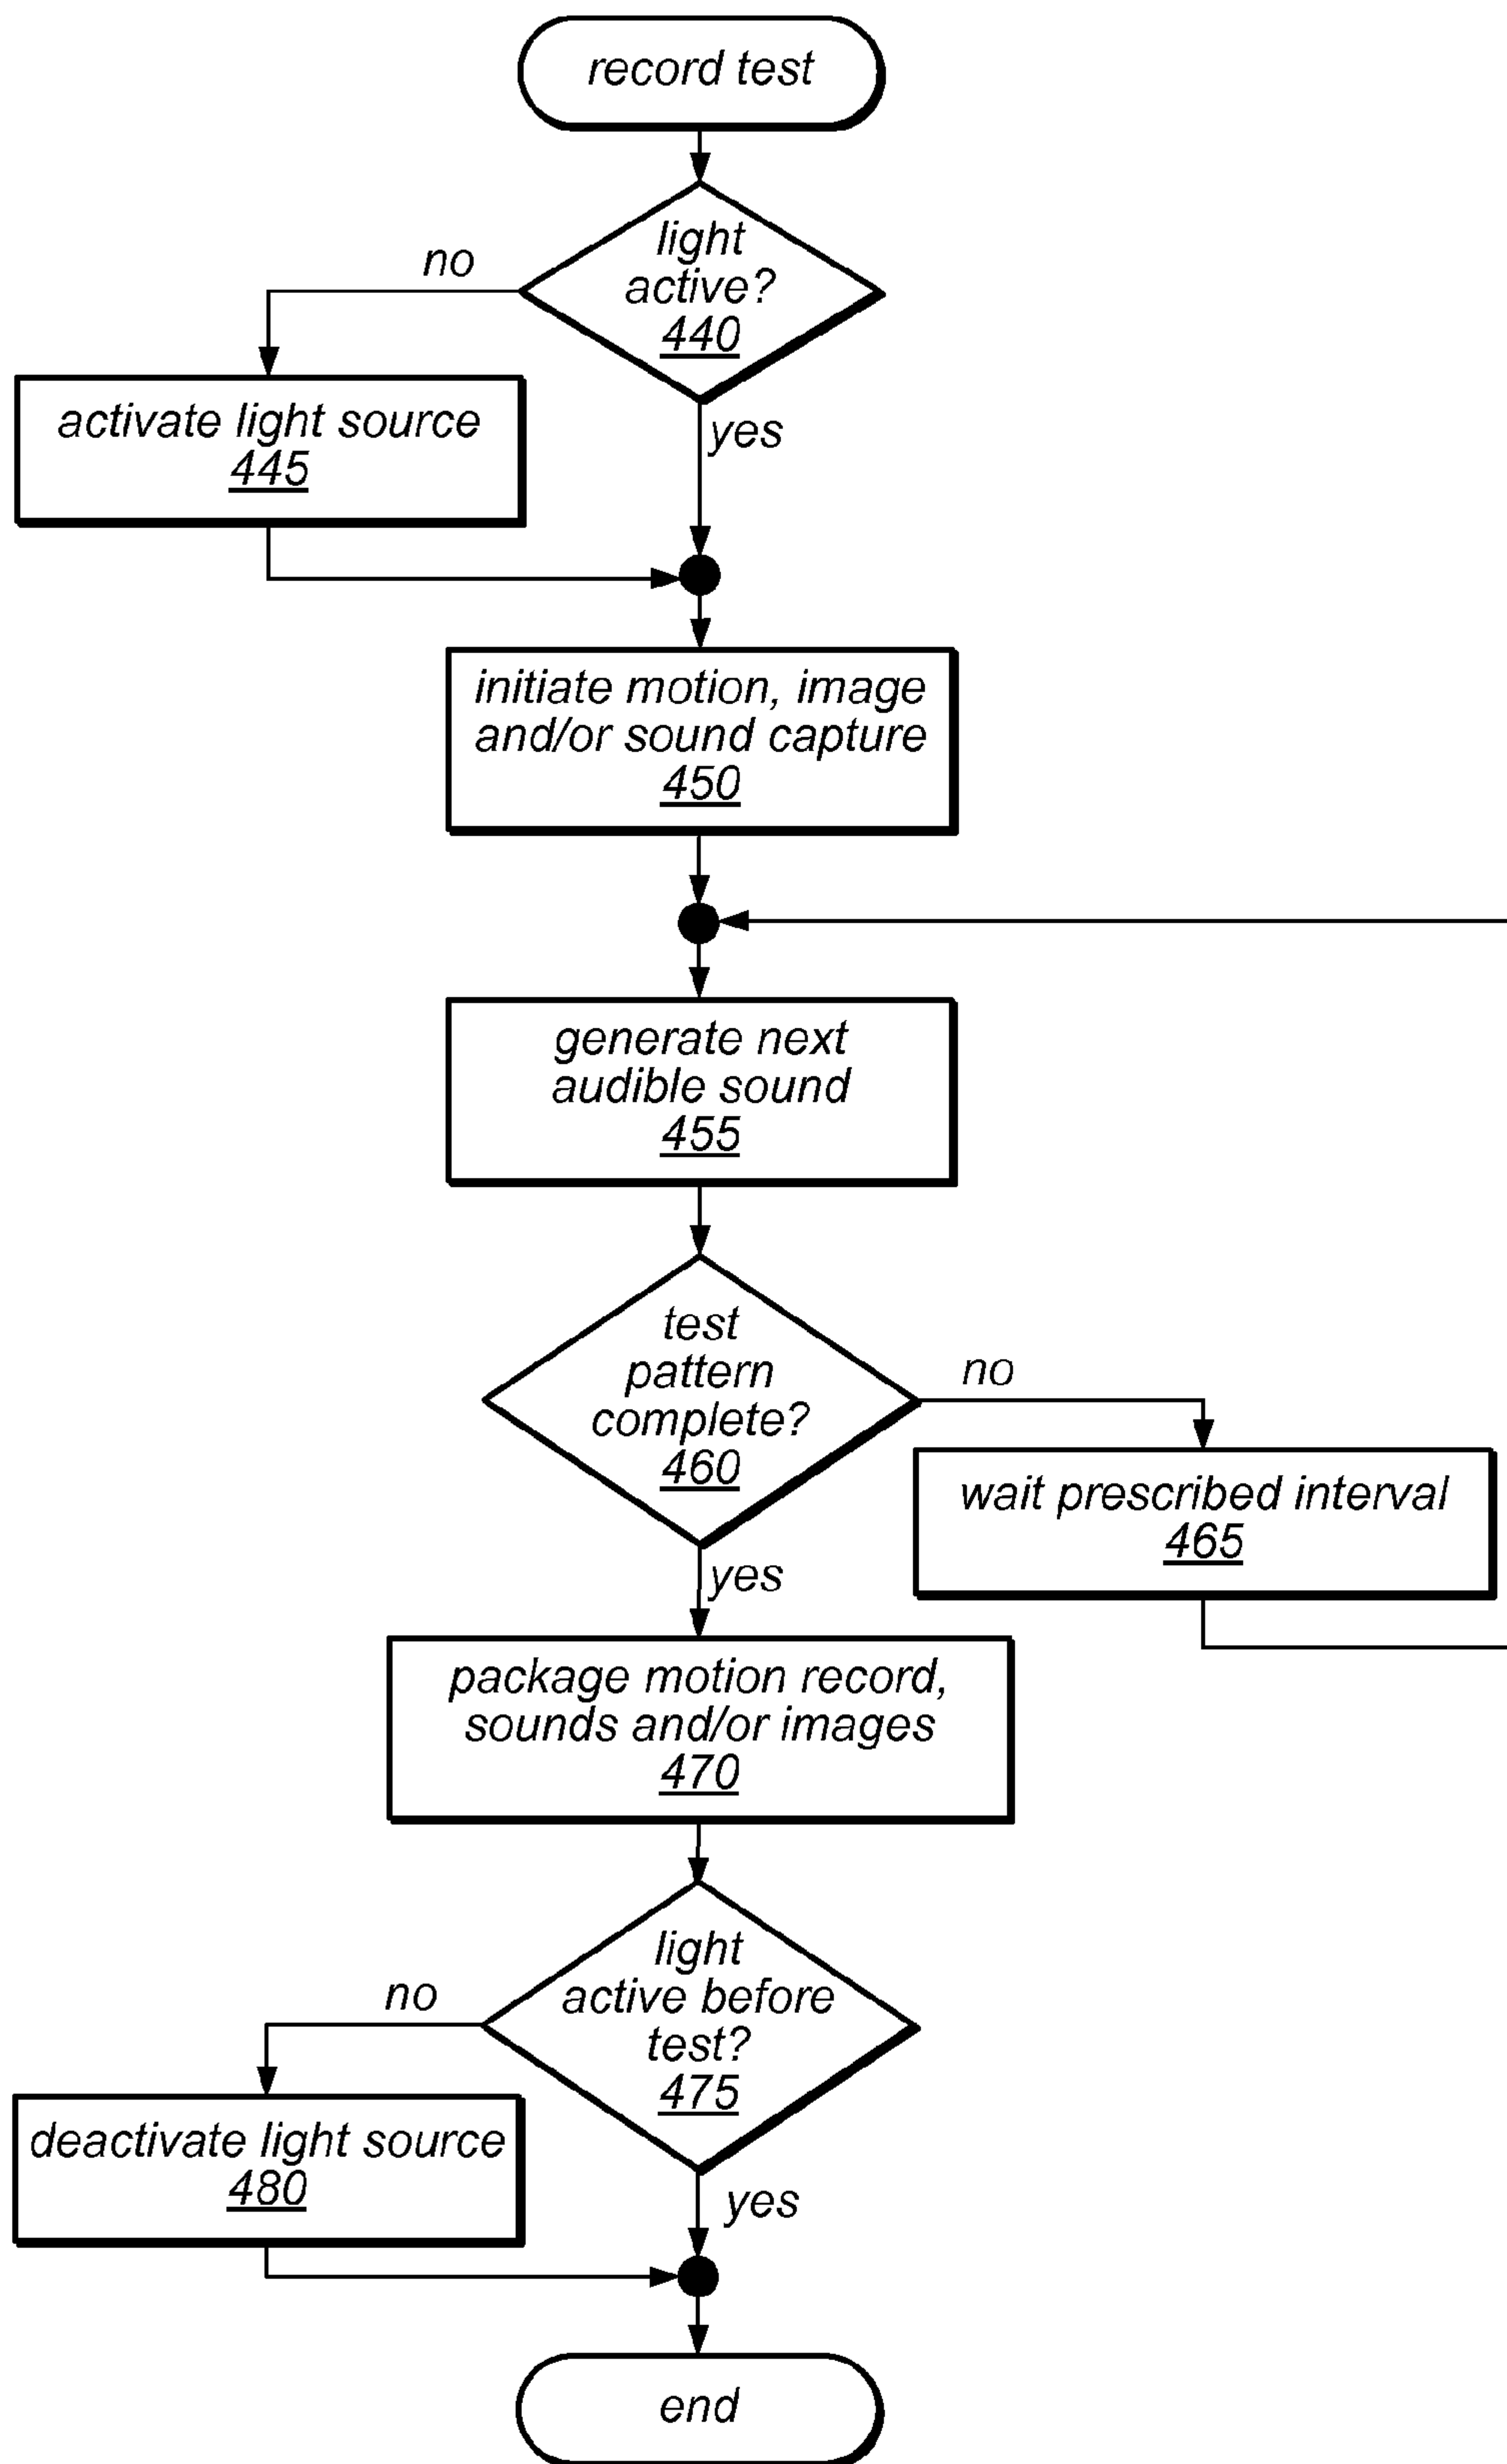 record test
light
active?
440
no
yes
activate light source
445
initiate motion, image
and/or sound capture
450
generate next
audible sound
455
test
pattern
complete?
460
no
yes
wait prescribed interval
465
package motion record,
sounds and/or images
470
light
active before
test?
475
no
yes
deactivate light source
480
end